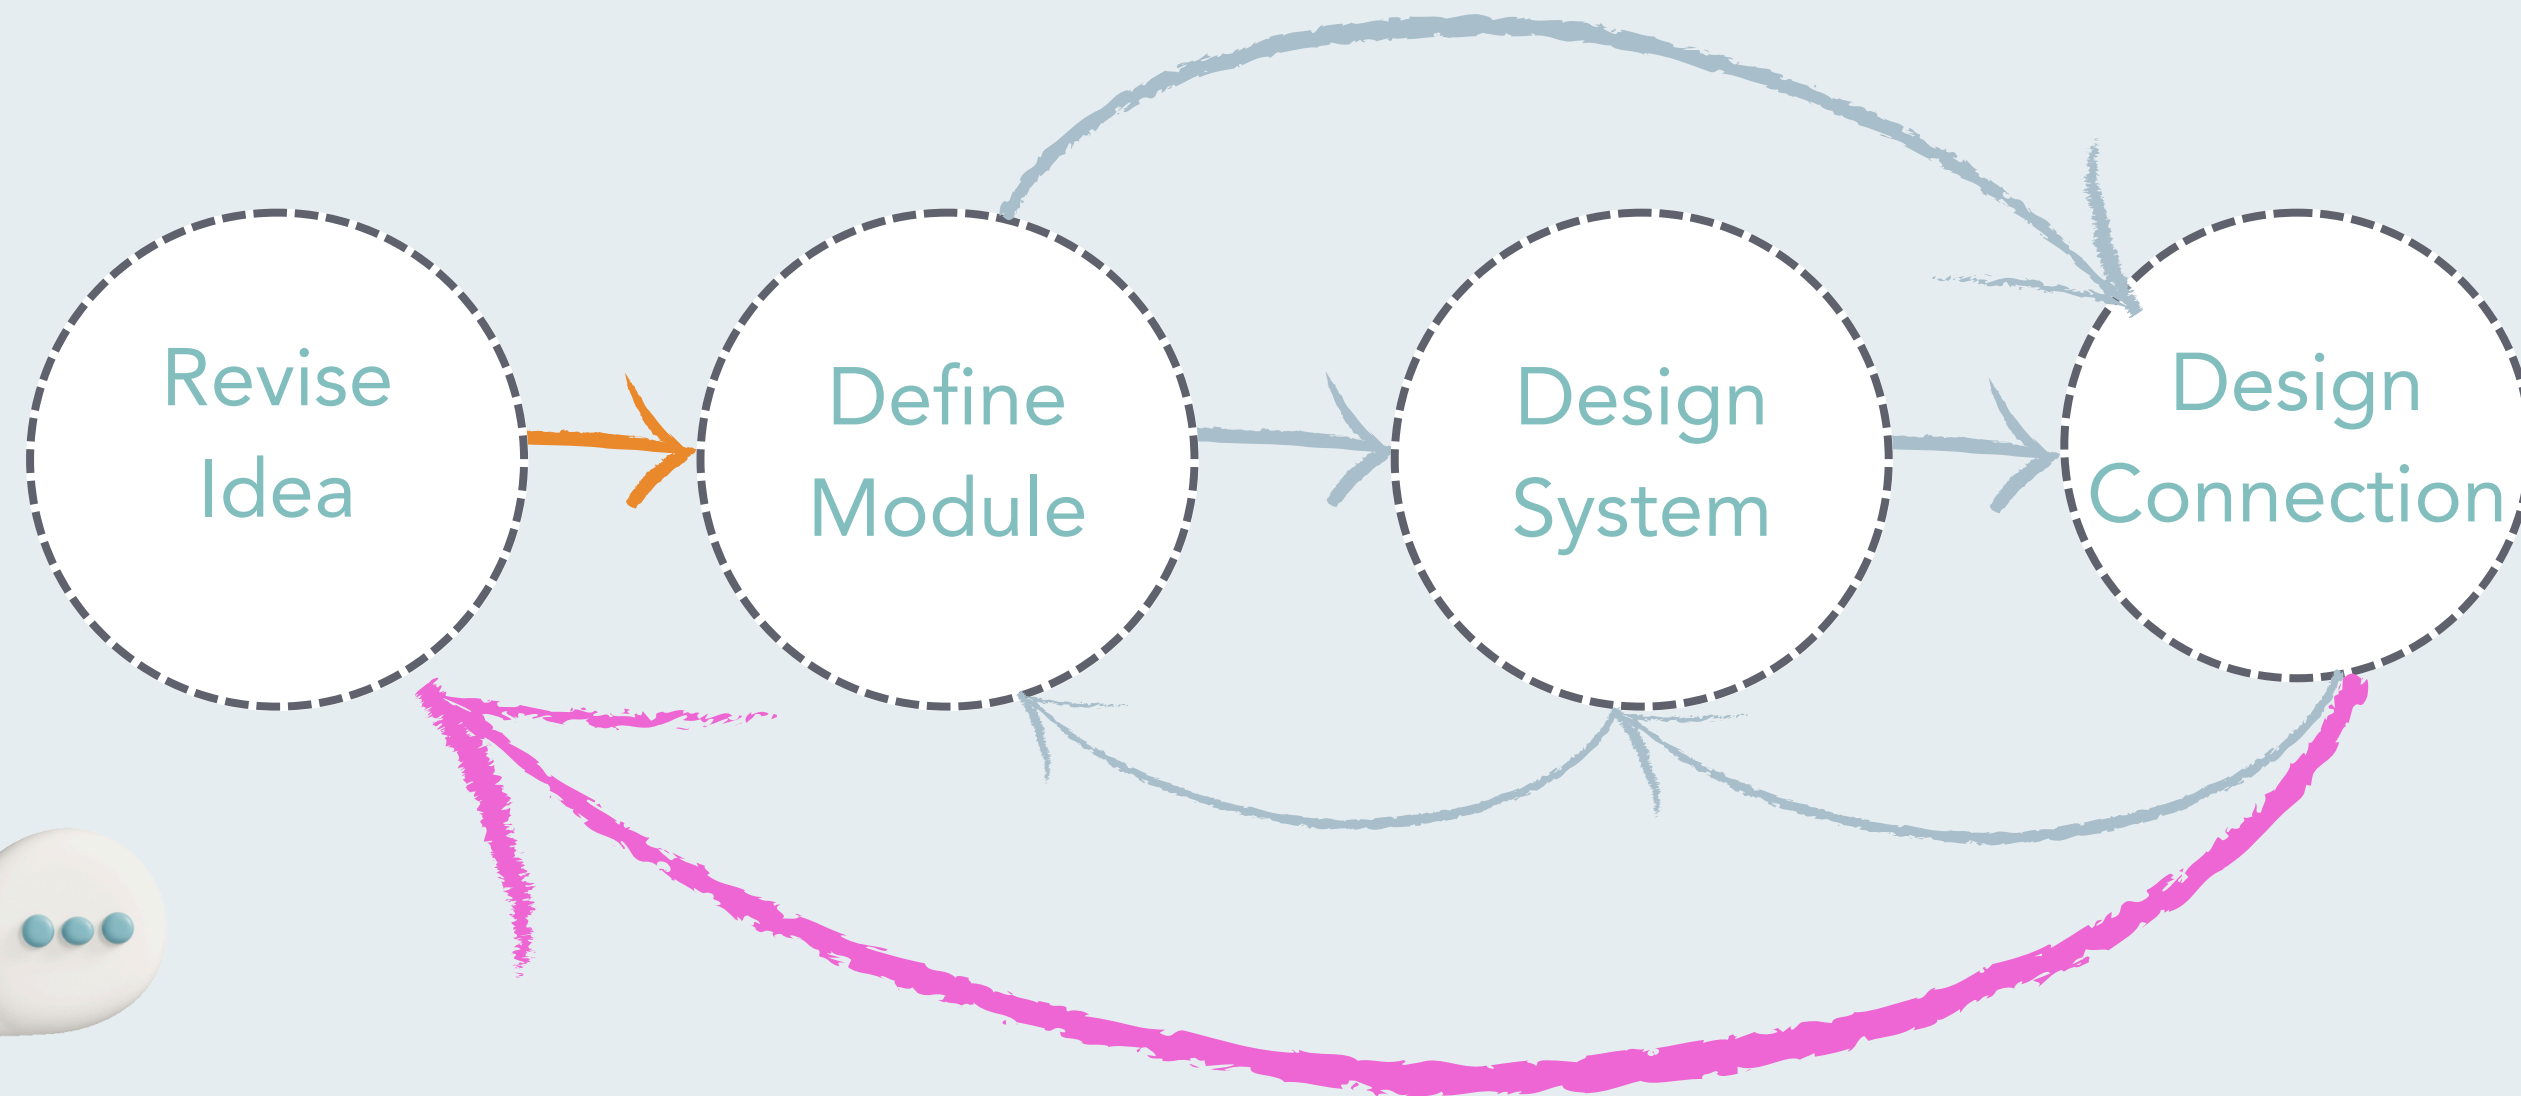 Revise
Idea
Define
Module
Design
System
Design
Connection